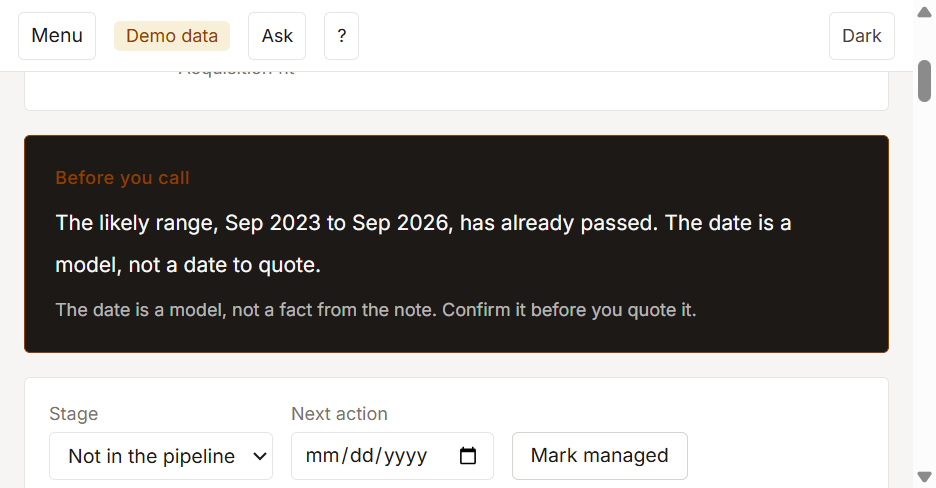 Menu
Demo data
Ask
?
Dark
Acquisition fit
Before you call
The likely range, Sep 2023 to Sep 2026, has already passed. The date is a
model, not a date to quote.
The date is a model, not a fact from the note. Confirm it before you quote it.
Stage
Next action
Not in the pipeline
mm/dd/yyyy
Mark managed